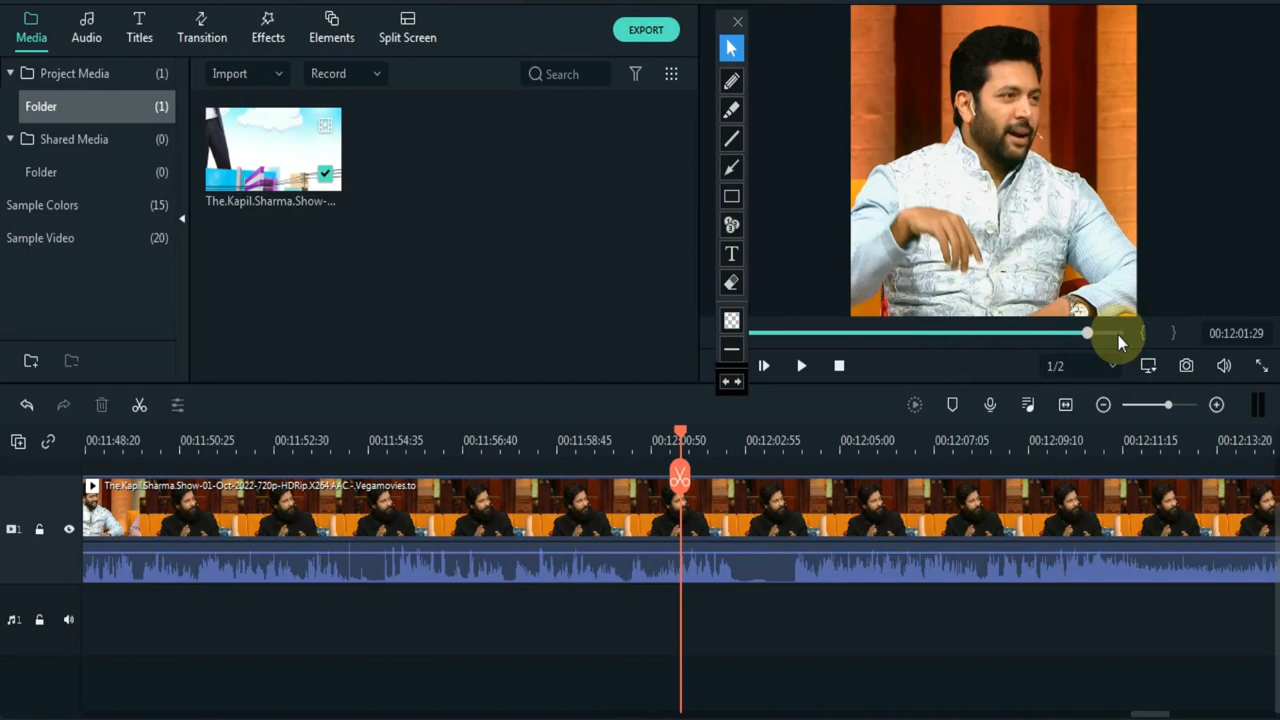 Media Audio Titles Transition Effects Elements Split Screen EXPORT
Project Media (1)
Folder (1)
Shared Media (0)
Folder (0)
Sample Colors (15)
Sample Video (20)
Import Record Search
The.Kapil.Sharma.Show-...
T
00:12:01:29
1/2
00:11:48:20 00:11:50:25 00:11:52:30 00:11:54:35 00:11:56:40 00:11:58:45 00:12:00:50 00:12:02:55 00:12:05:00 00:12:07:05 00:12:09:10 00:12:11:15 00:12:13:20
The.Kapil.Sharma.Show-01-Oct-2022-720p-HDRip.X264.AAC.-.Vegamovies.to
1
1